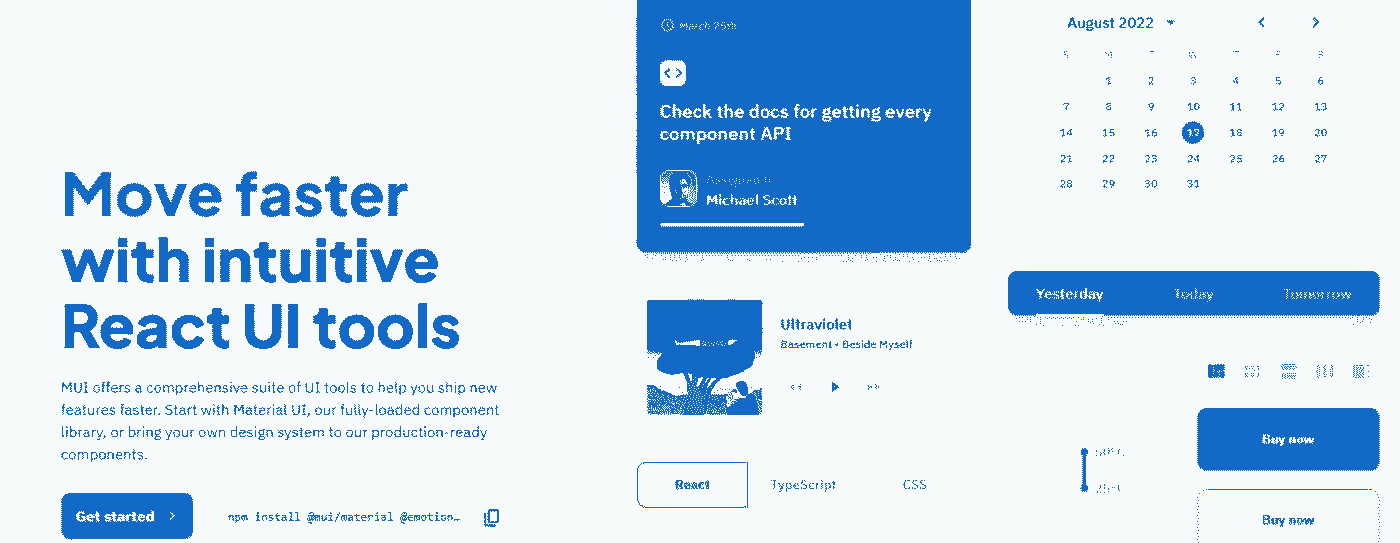 Move faster
with intuitive
React UI tools
MUI offers a comprehensive suite of UI tools to help you ship new
features faster. Start with Material UI, our fully-loaded component
library, or bring your own design system to our production-ready
components.
Get started
npm install @mui/material @emotion…
March 25th
Check the docs for getting every
component API
Assigned to
Michael Scott
Ultraviolet
Basement • Beside Myself
React TypeScript CSS
August 2022
S M T W T F S
1 2 3 4 5 6
7 8 9 10 11 12 13
14 15 16 17 18 19 20
21 22 23 24 25 26 27
28 29 30 31
Yesterday Today Tomorrow
Buy now
Buy now